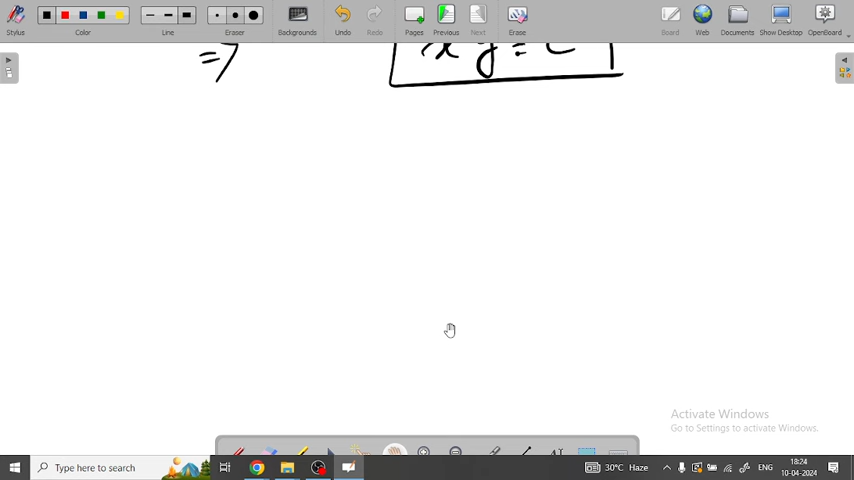 Stylus Color Line Eraser Backgrounds Undo Redo Pages Previous Next Erase Board Web Documents Show Desktop OpenBoard
⇒ x y = c
Activate Windows
Go to Settings to activate Windows.
Type here to search 30°C Haze ENG 18:24
10-04-2024